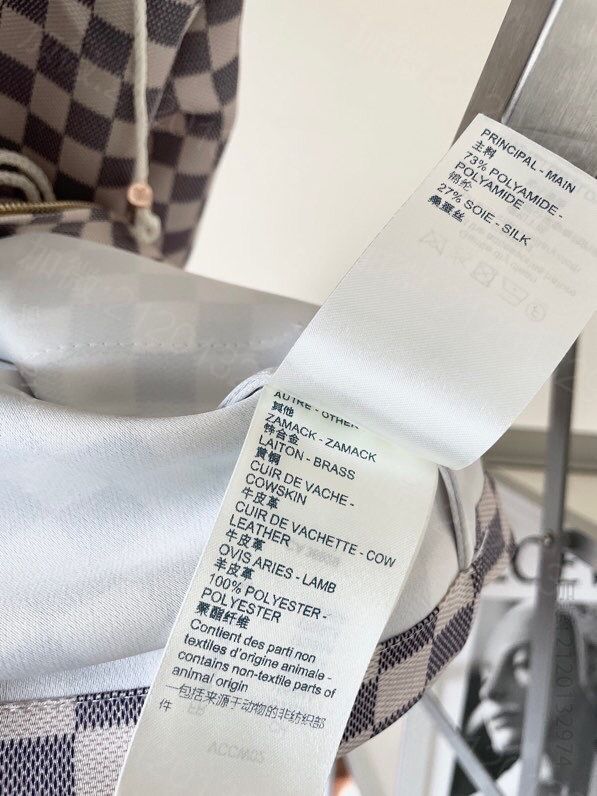 PRINCIPAL - MAIN
主料
73% POLYAMIDE -
POLYAMIDE
锦纶
27% SOIE - SILK
桑蚕丝
AUTRE - OTHER
其他
ZAMACK - ZAMACK
锌合金
LAITON - BRASS
黄铜
CUIR DE VACHE -
COWSKIN
牛皮革
CUIR DE VACHETTE - COW
LEATHER
牛皮革
OVIS ARIES - LAMB
羊皮革
100% POLYESTER -
POLYESTER
聚酯纤维
Contient des parti non
textiles d'origine animale -
contains non-textile parts of
animal origin
一包括来源于动物的非纺织部
件